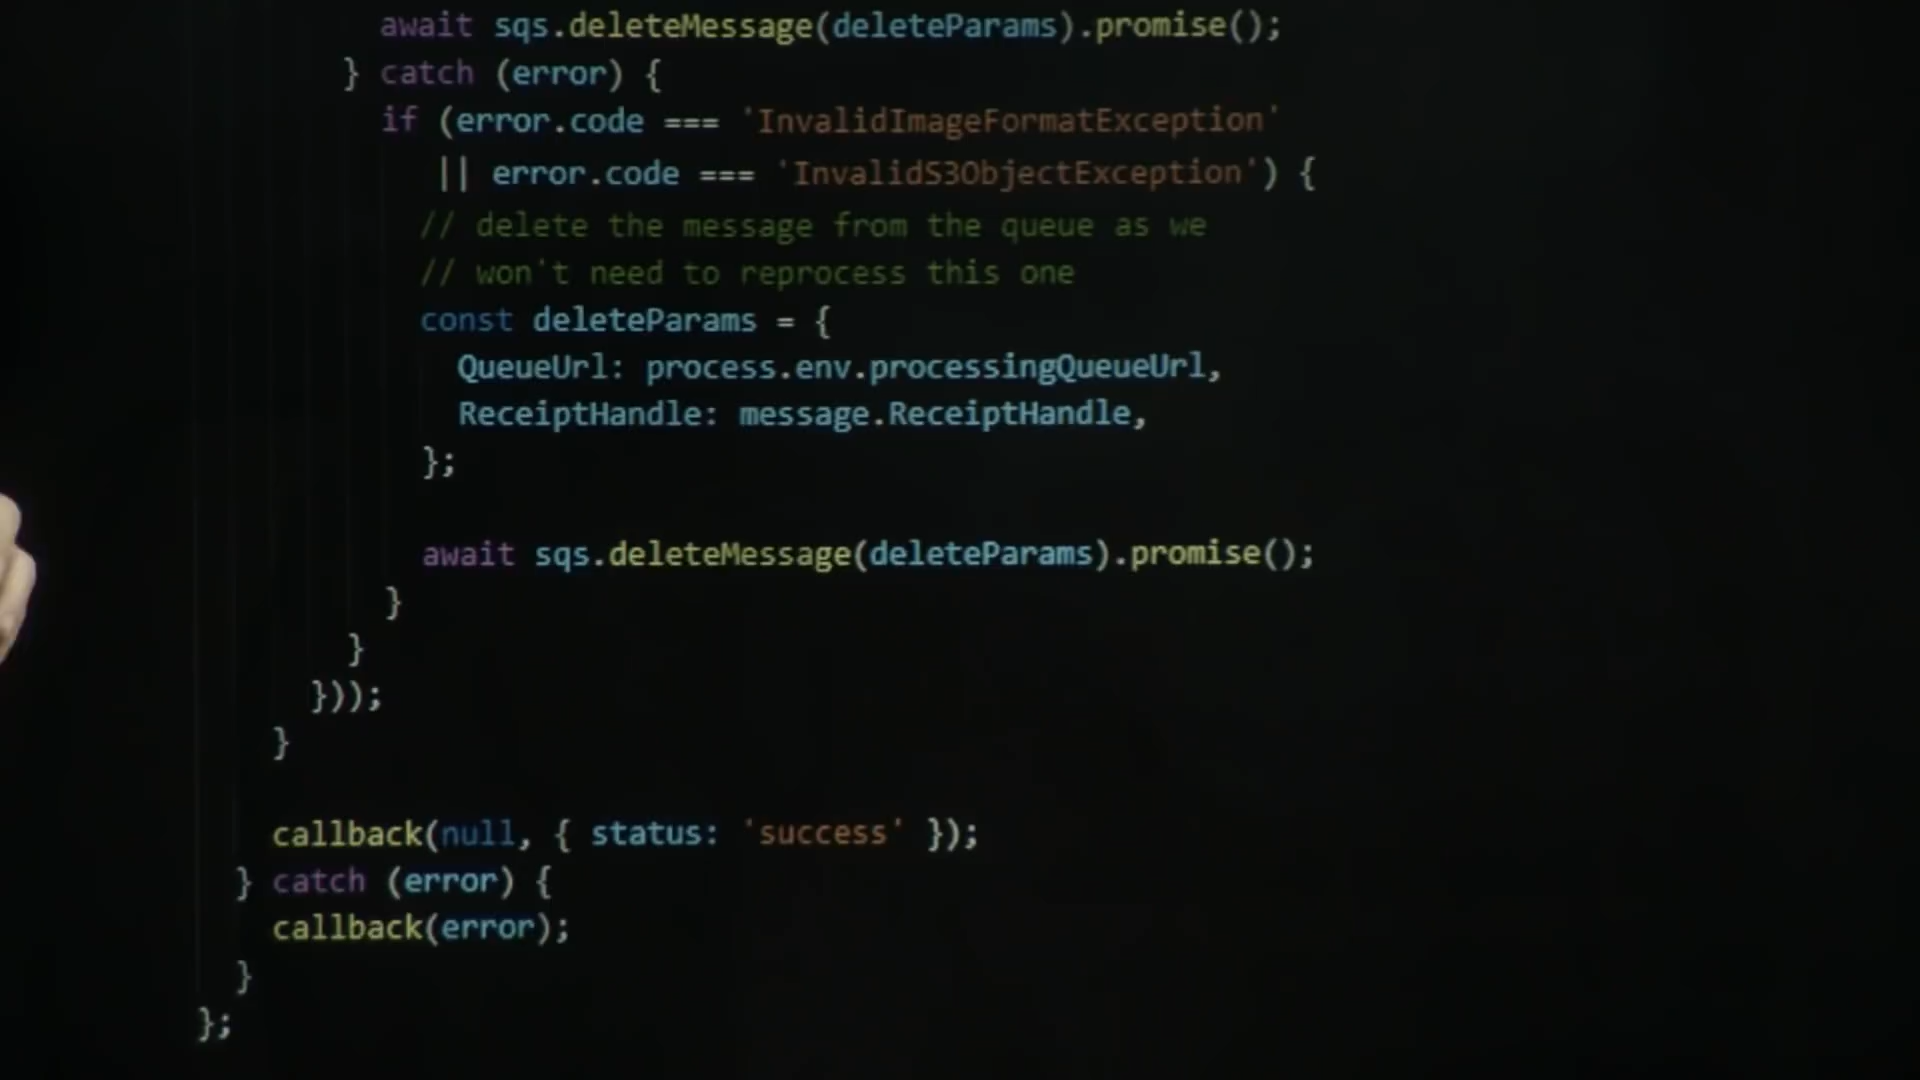 await sqs.deleteMessage(deleteParams).promise();
} catch (error) {
if (error.code === 'InvalidImageFormatException'
|| error.code === 'InvalidS3ObjectException') {
// delete the message from the queue as we
// won't need to reprocess this one
const deleteParams = {
QueueUrl: process.env.processingQueueUrl,
ReceiptHandle: message.ReceiptHandle,
};
await sqs.deleteMessage(deleteParams).promise();
}
}
}));
}
callback(null, { status: 'success' });
} catch (error) {
callback(error);
}
};